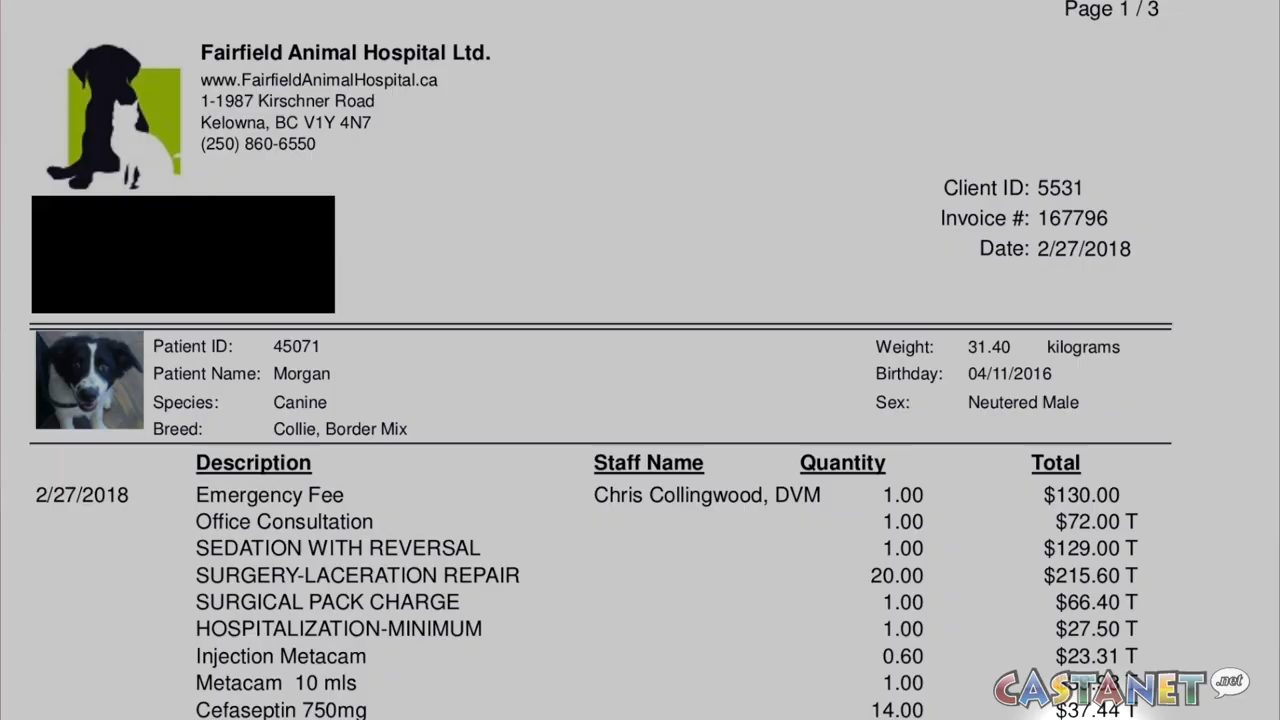 Page 1 / 3
Fairfield Animal Hospital Ltd.
www.FairfieldAnimalHospital.ca
1-1987 Kirschner Road
Kelowna, BC V1Y 4N7
(250) 860-6550
Client ID: 5531
Invoice #: 167796
Date: 2/27/2018
Patient ID: 45071 Weight: 31.40 kilograms
Patient Name: Morgan Birthday: 04/11/2016
Species: Canine Sex: Neutered Male
Breed: Collie, Border Mix
Description Staff Name Quantity Total
2/27/2018 Emergency Fee Chris Collingwood, DVM 1.00 $130.00
Office Consultation 1.00 $72.00 T
SEDATION WITH REVERSAL 1.00 $129.00 T
SURGERY-LACERATION REPAIR 20.00 $215.60 T
SURGICAL PACK CHARGE 1.00 $66.40 T
HOSPITALIZATION-MINIMUM 1.00 $27.50 T
Injection Metacam 0.60 $23.31 T
Metacam 10 mls 1.00
Cefaseptin 750mg 14.00 $37.44 T
CASTANET .net